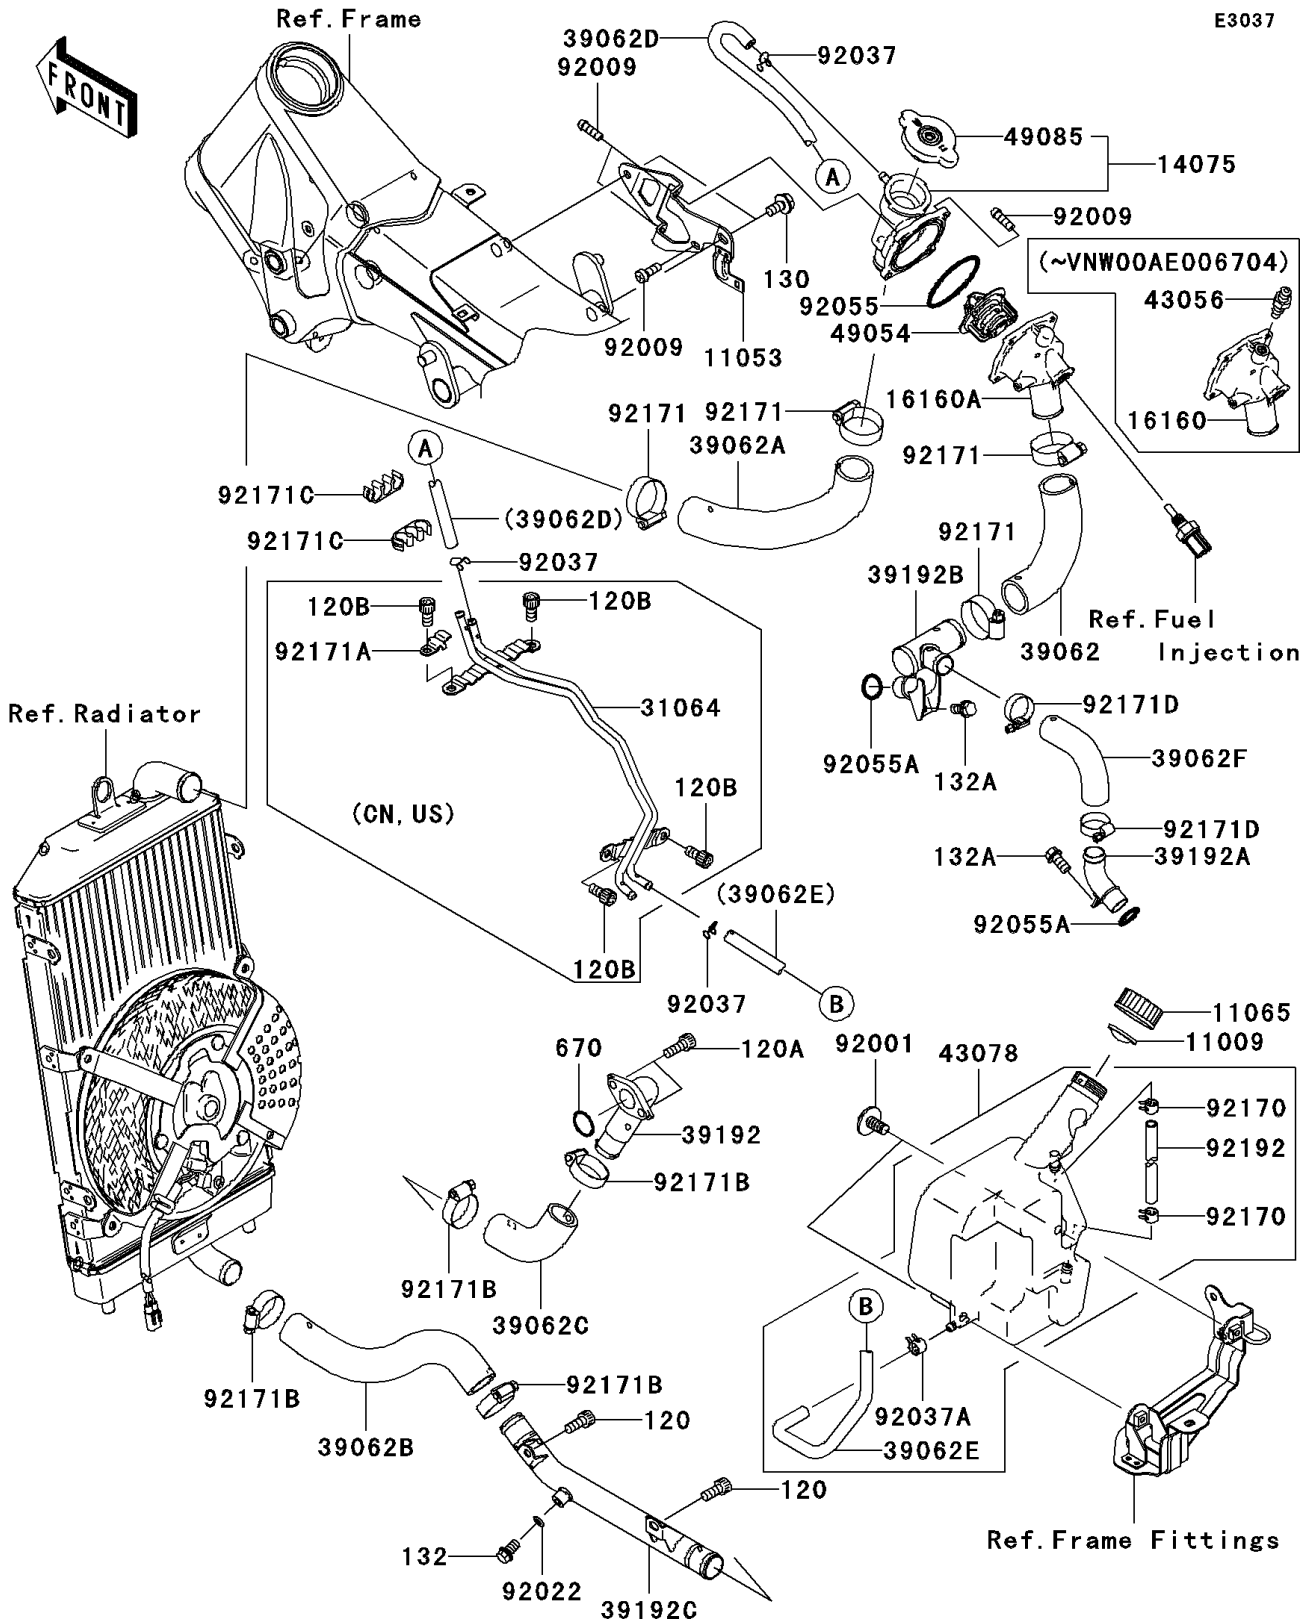 Ref.Frame
E3037
39062D
92037
92009
FRONT
49085
14075
A
92009
(~VNW00AE006704)
130
92055
43056
49054
92009
11053
16160A
92171
92171
16160
39062A
92171
A
92171C
(39062D)
92171C
92171
92037
39192B
120B
120B
Ref.Fuel
Injection
92171A
39062
Ref.Radiator
31064
92171D
92055A
39062F
132A
120B
(CN,US)
92171D
132A
39192A
(39062E)
92055A
120B
92037
B
11065
670
120A
92001
43078
11009
92170
39192
92192
92171B
92170
92171B
B
39062C
92171B
92171B
120
92037A
39062B
39062E
120
Ref.Frame Fittings
132
92022
39192C